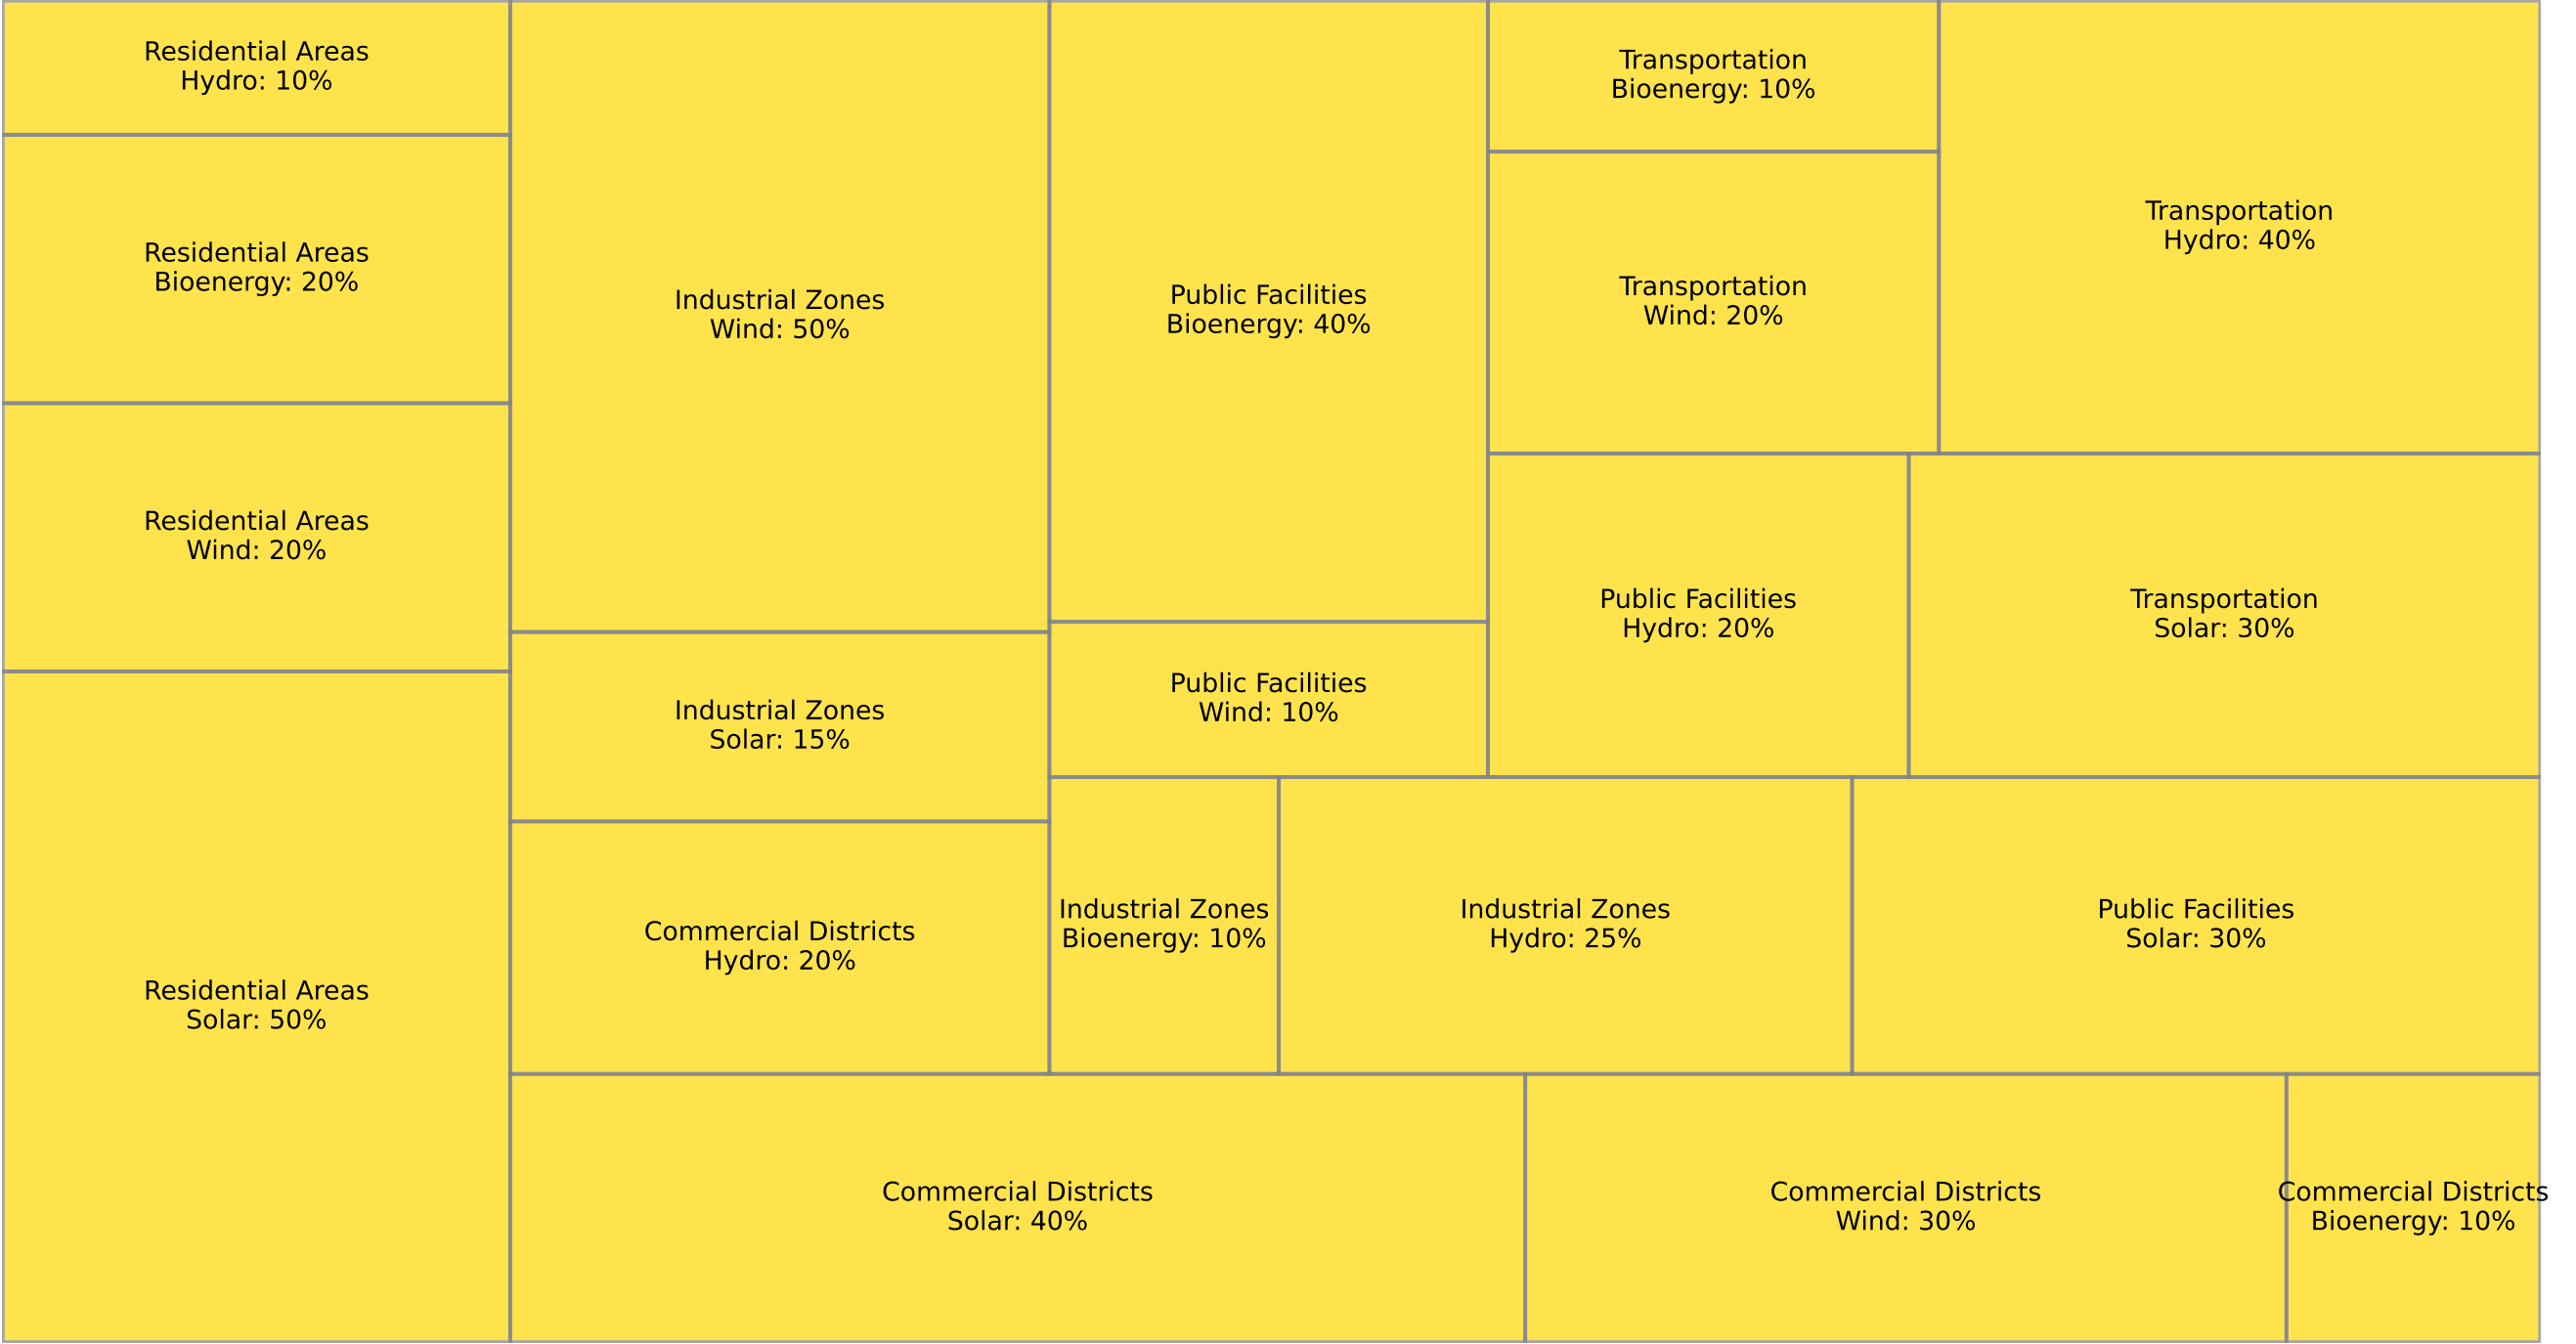 Residential Areas
Hydro: 10%
Residential Areas
Bioenergy: 20%
Residential Areas
Wind: 20%
Residential Areas
Solar: 50%
Industrial Zones
Wind: 50%
Industrial Zones
Solar: 15%
Commercial Districts
Hydro: 20%
Public Facilities
Bioenergy: 40%
Public Facilities
Wind: 10%
Transportation
Bioenergy: 10%
Transportation
Wind: 20%
Transportation
Hydro: 40%
Public Facilities
Hydro: 20%
Transportation
Solar: 30%
Industrial Zones
Bioenergy: 10%
Industrial Zones
Hydro: 25%
Public Facilities
Solar: 30%
Commercial Districts
Solar: 40%
Commercial Districts
Wind: 30%
Commercial Districts
Bioenergy: 10%